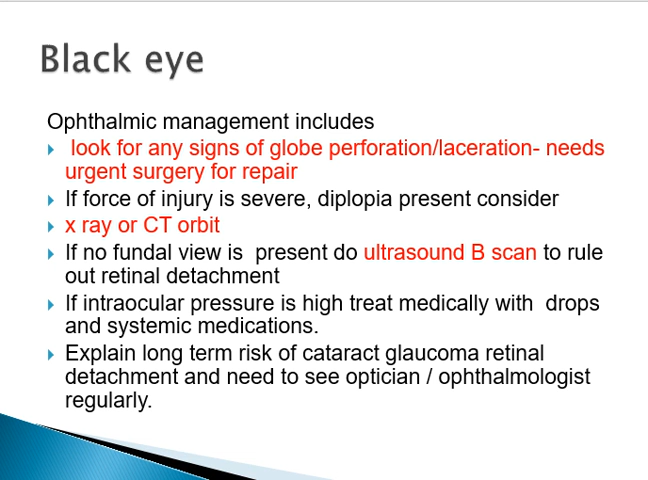 Black eye
Ophthalmic management includes
look for any signs of globe perforation/laceration- needs
urgent surgery for repair
If force of injury is severe, diplopia present consider
x ray or CT orbit
If no fundal view is  present do ultrasound B scan to rule
out retinal detachment
If intraocular pressure is high treat medically with  drops
and systemic medications.
Explain long term risk of cataract glaucoma retinal
detachment and need to see optician / ophthalmologist
regularly.